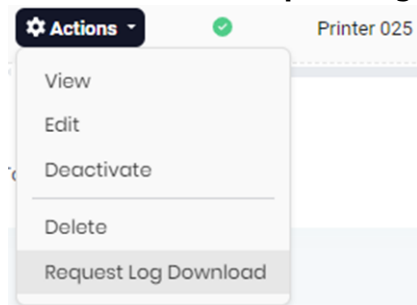 Actions
Printer 025
View
Edit
Deactivate
Delete
Request Log Download